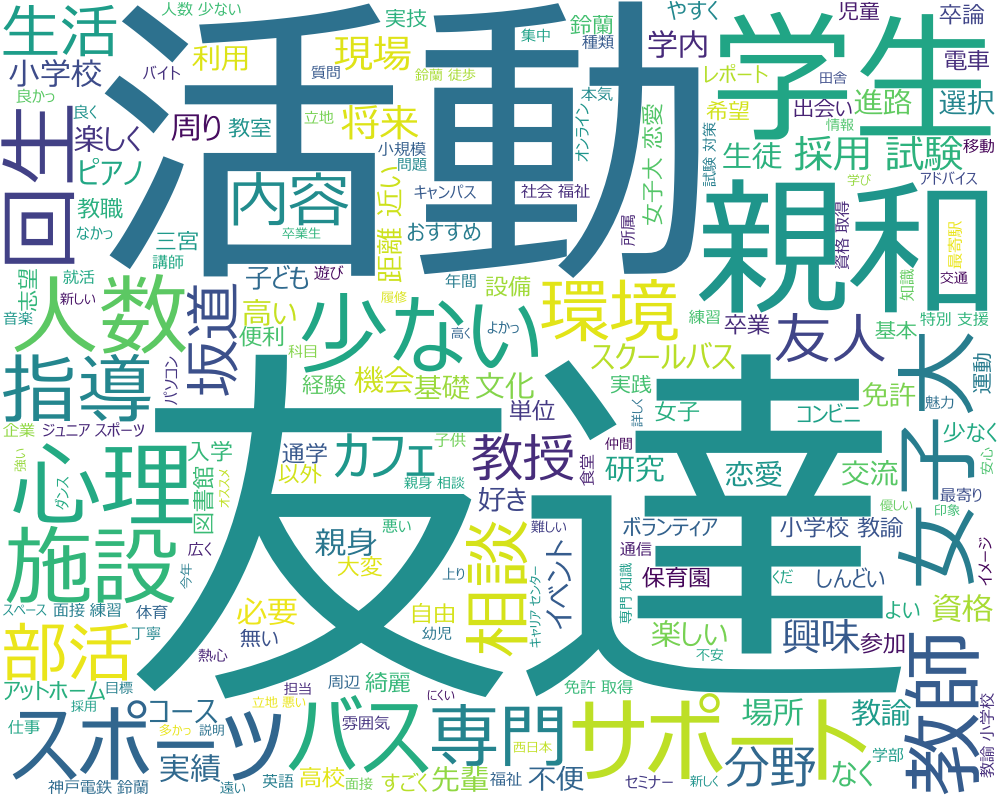 人数 少ない
実技
鈴蘭
やすく
児童
卒論
生活
活動
学生
集中
種類
学内
電車
小学校
バイト
利用
現場
質問
鈴蘭 徒歩
本気
レポート
田舎
進路
選択
良かっ
良く
立地
将来
オンライン
希望
出会い
情報
移動
回生
楽しく
周り
教室
小規模
問題
女子大 恋愛
試験 対策
生徒
採用 試験
ピアノ
内容
近い
キャンパス
社会 福祉
学び
アドバイス
教職
なかっ
卒業生
距離
おすすめ
所属
親和
資格 取得
最寄駅
三宮
講師
子ども
遊び
年間
設備
知識
交通
志望
就活
新しい
人数
坂道
高い
履修
少ない
環境
練習
卒業
友人
基本
特別 支援
音楽
便利
高く
よかっ
科目
スクールバス
女子大
運動
指導
パソコン
経験
機会
基礎
文化
実践
免許
魅力
企業
ジュニア スポーツ
単位
詳しく
女子
コンビニ
少なく
強い
入学
通学
カフェ
子供
教授
仲間
安心
心理
ダンス
図書館
オススメ
以外
親身 相談
食堂
研究
恋愛
交流
最寄り
優しい
印象
友達
好き
ボランティア
小学校 教諭
施設
広く
親身
悪い
相談
難しい
イベント
通信
イメージ
今年
大変
上り
キャリア センター
保育園
専門 知識
くだ
しんどい
スペース
面接 練習
体育
必要
自由
幼児
よい
資格
部活
丁寧
無い
熱心
楽しい
不安
興味
参加
教師
アットホーム
目標
担当
周辺
綺麗
立地 悪い
にくい
免許 取得
仕事
採用
コース
多かっ
説明
雰囲気
スポーツ
バス
専門
西日本
サポート
場所
教諭
教諭 小学校
実績
分野
なく
学部
神戸電鉄 鈴蘭
遠い
英語
高校
面接
すごく
先輩
福祉
不便
セミナー
新しく